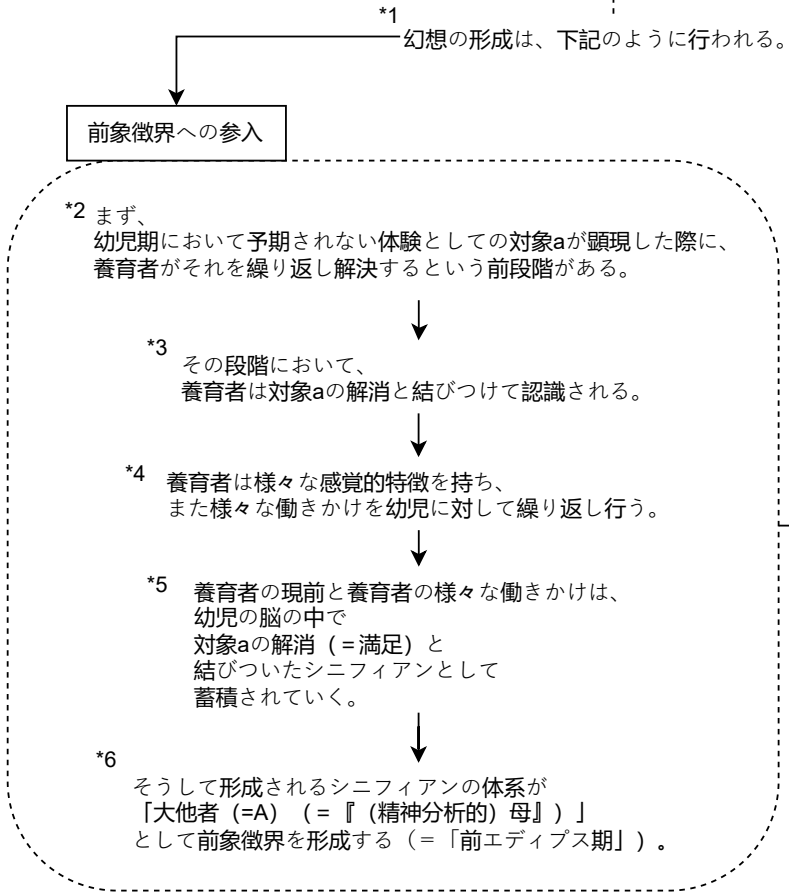 *1
幻想の形成は、下記のように行われる。
前象徴界への参入
*2 まず、
幼児期において予期されない体験としての対象aが顕現した際に、
養育者がそれを繰り返し解決するという前段階がある。
*3
その段階において、
養育者は対象aの解消と結びつけて認識される。
*4 養育者は様々な感覚的特徴を持ち、
また様々な働きかけを幼児に対して繰り返し行う。
*5 養育者の現前と養育者の様々な働きかけは、
幼児の脳の中で
対象aの解消（=満足）と
結びついたシニフィアンとして
蓄積されていく。
*6
そうして形成されるシニフィアンの体系が
「大他者（=A）（=『（精神分析的）母』）」
として前象徴界を形成する（=「前エディプス期」）。